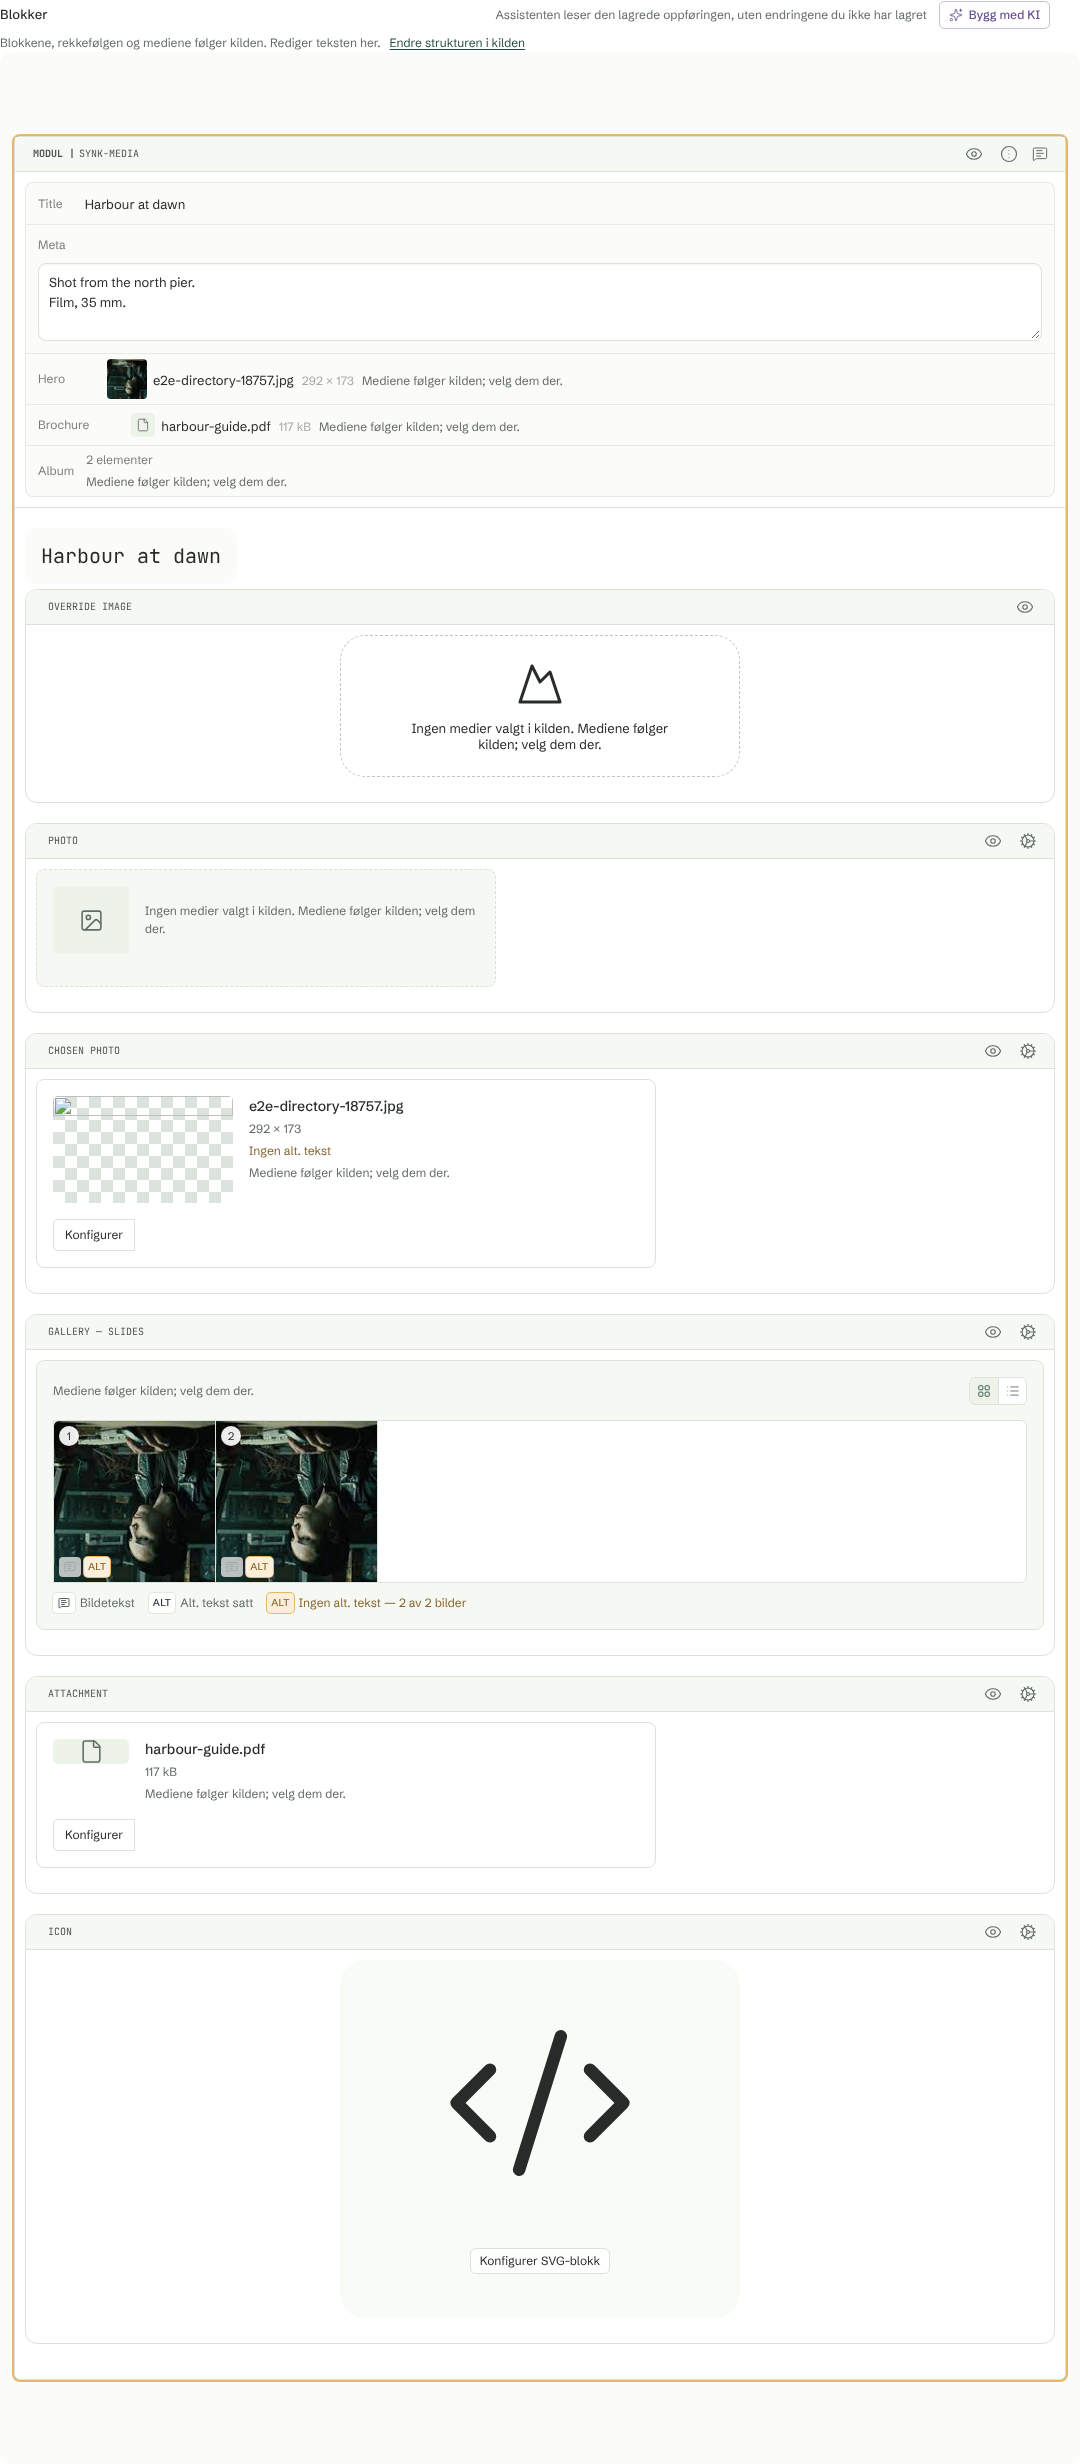 Blokker
Assistenten leser den lagrede oppføringen, uten endringene du ikke har lagret
Bygg med KI
Blokkene, rekkefølgen og mediene følger kilden. Rediger teksten her. Endre strukturen i kilden
MODUL | SYNK-MEDIA
Title Harbour at dawn
Meta
Shot from the north pier.
Film, 35 mm.
Hero e2e-directory-18757.jpg 292 × 173 Mediene følger kilden; velg dem der.
Brochure harbour-guide.pdf 117 kB Mediene følger kilden; velg dem der.
Album
2 elementer
Mediene følger kilden; velg dem der.
Harbour at dawn
OVERRIDE IMAGE
Ingen medier valgt i kilden. Mediene følger
kilden; velg dem der.
PHOTO
Ingen medier valgt i kilden. Mediene følger kilden; velg dem
der.
CHOSEN PHOTO
e2e-directory-18757.jpg
292 × 173
Ingen alt. tekst
Mediene følger kilden; velg dem der.
Konfigurer
GALLERY — SLIDES
Mediene følger kilden; velg dem der.
1 2
ALT ALT
Bildetekst ALT Alt. tekst satt ALT Ingen alt. tekst — 2 av 2 bilder
ATTACHMENT
harbour-guide.pdf
117 kB
Mediene følger kilden; velg dem der.
Konfigurer
ICON
Konfigurer SVG-blokk